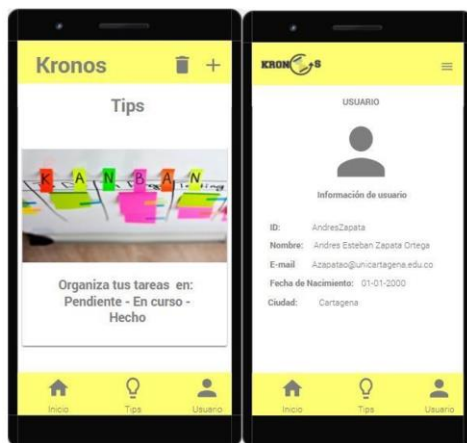 Kronos
Tips
KANBAN
Organiza tus tareas en:
Pendiente - En curso -
Hecho
Inicio Tips Usuario
KRONOS
USUARIO
Información de usuario
ID: AndresZapata
Nombre: Andres Esteban Zapata Ortega
E-mail Azapatao@unicartagena.edu.co
Fecha de Nacimiento: 01-01-2000
Ciudad: Cartagena
Inicio Tips Usuario